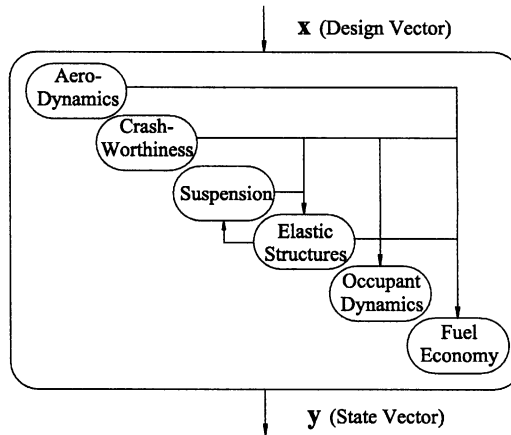 x (Design Vector)
Aero-
Dynamics
Crash-
Worthiness
Suspension
Elastic
Structures
Occupant
Dynamics
Fuel
Economy
y (State Vector)